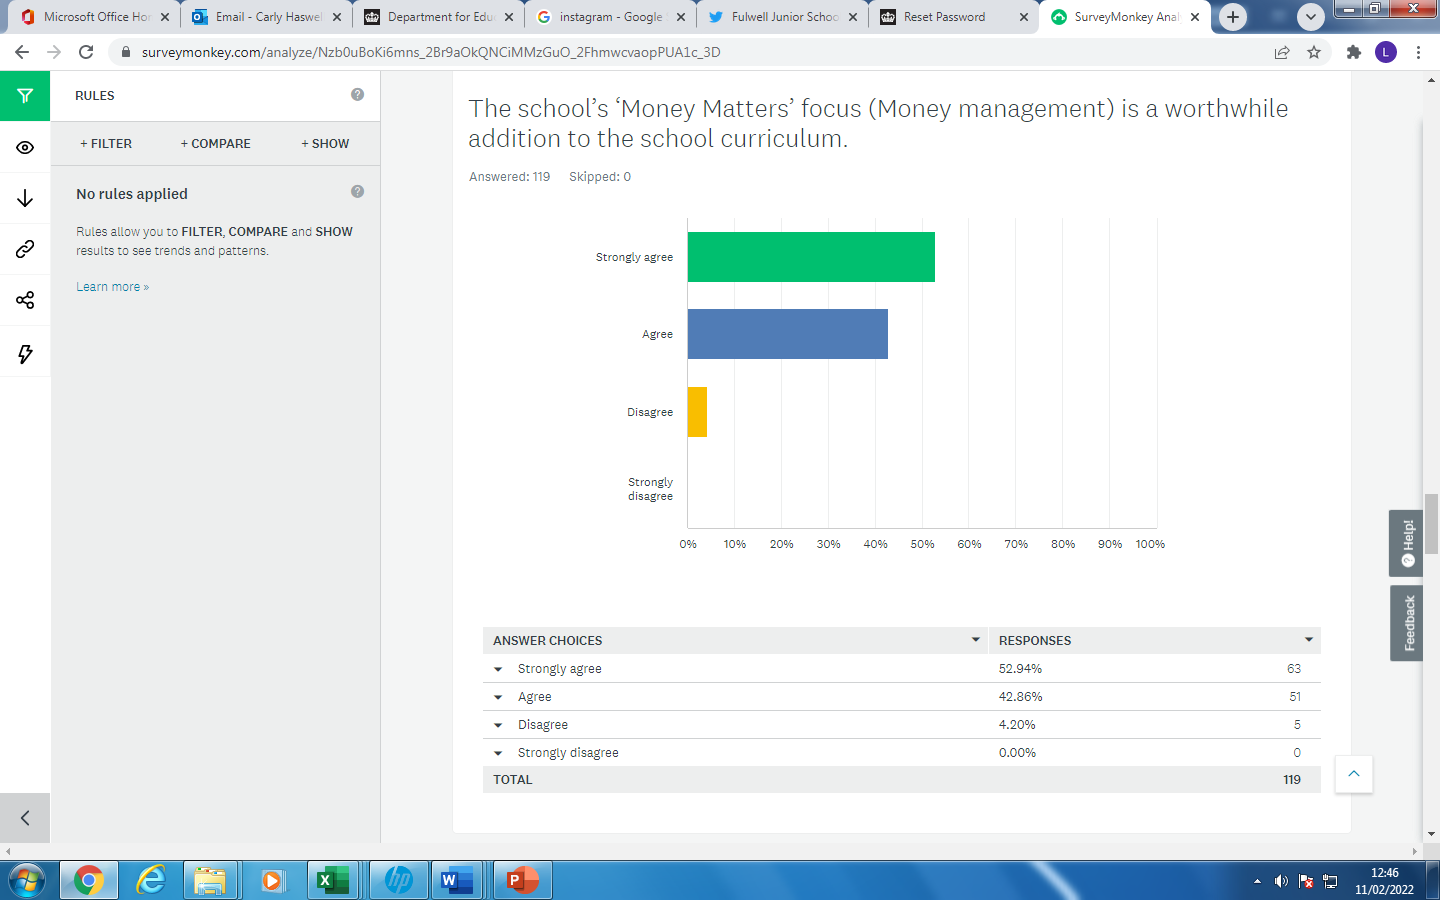 Microsoft Office Ho
Email - Carly Haswe
Department for Edu
instagram - Google
Fulwell Junior Schoo
Reset Password
SurveyMonkey Anal
surveymonkey.com/analyze/Nzb0uBoKi6mns_2Br9aOkQNCiMMzGuO_2FhmwcvaopPUA1c_3D
L
RULES
+ FILTER
+ COMPARE
+ SHOW
No rules applied
Rules allow you to FILTER, COMPARE and SHOW
results to see trends and patterns.
Learn more »
The school's 'Money Matters' focus (Money management) is a worthwhile
addition to the school curriculum.
Answered: 119 Skipped: 0
Strongly agree
Agree
Disagree
Strongly
disagree
0% 10% 20% 30% 40% 50% 60% 70% 80% 90% 100%
ANSWER CHOICES RESPONSES
Strongly agree 52.94% 63
Agree 42.86% 51
Disagree 4.20% 5
Strongly disagree 0.00% 0
TOTAL 119
Help!
Feedback
12:46
11/02/2022